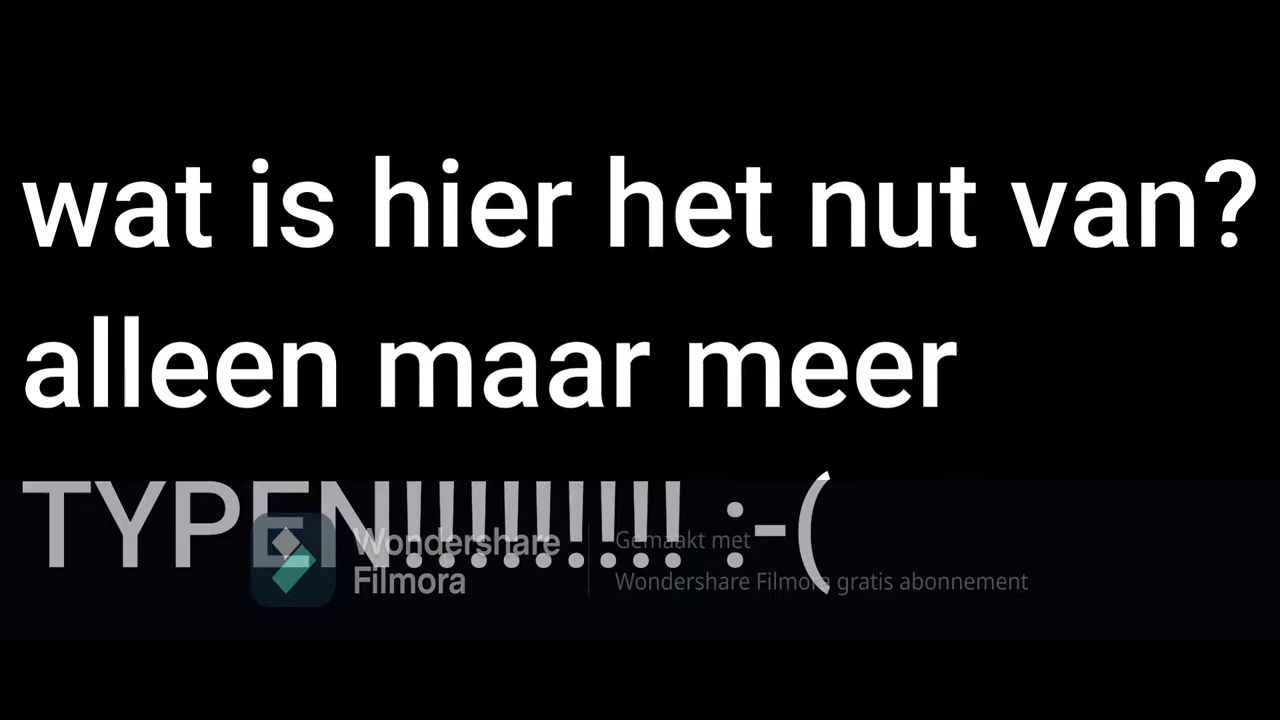 wat is hier het nut van?
alleen maar meer
TYPEN!!!!!!!!! :-(
Wondershare
Filmora
Gemaakt met
Wondershare Filmora gratis abonnement